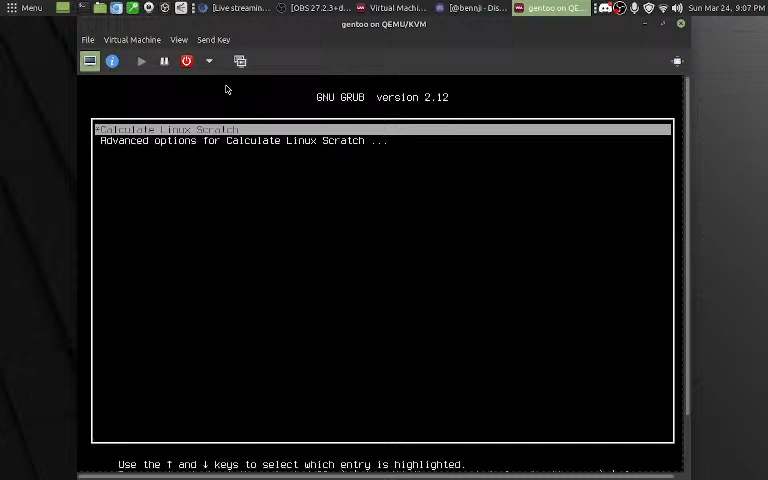 Menu
[Live streamin...
[OBS 27.2.3+d...
Virtual Machin...
[@bennji - Dis...
gentoo on QE...
Sun Mar 24, 9:07 PM
gentoo on QEMU/KVM
File Virtual Machine View Send Key
GNU GRUB version 2.12
*Calculate Linux Scratch
Advanced options for Calculate Linux Scratch ...
Use the ↑ and ↓ keys to select which entry is highlighted.